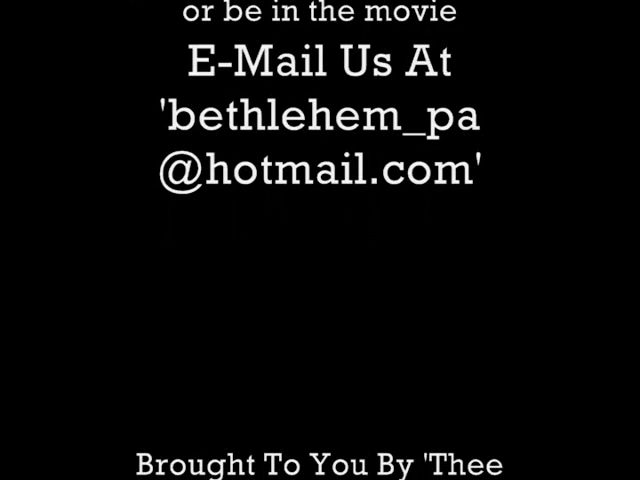 or be in the movie
E-Mail Us At
'bethlehem_pa
@hotmail.com'
Brought To You By 'Thee